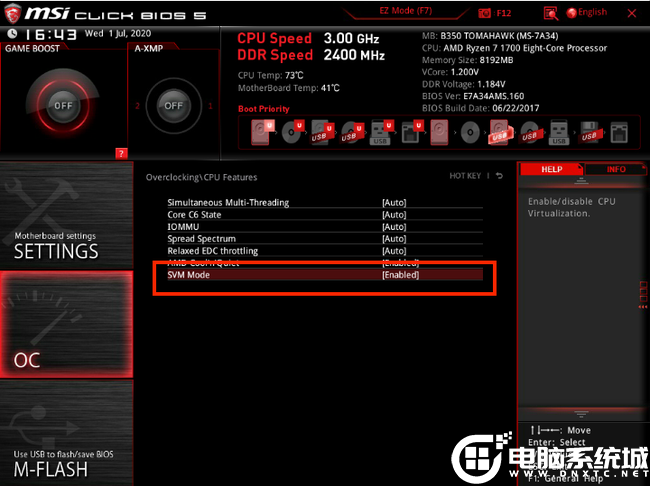 msi CLICK BIOS 5
EZ Mode (F7)
F12
English
16:43 Wed 1 Jul, 2020
GAME BOOST
A-XMP
OFF
OFF
2
1
?
CPU Speed 3.00 GHz
DDR Speed 2400 MHz
CPU Temp: 73°C
MotherBoard Temp: 41°C
MB: B350 TOMAHAWK (MS-7A34)
CPU: AMD Ryzen 7 1700 Eight-Core Processor
Memory Size: 8192MB
VCore: 1.200V
DDR Voltage: 1.184V
BIOS Ver: E7A34AMS.160
BIOS Build Date: 06/22/2017
Boot Priority
U U USB U USB U USB U U USB USB USB USB
Motherboard settings
SETTINGS
OC
Use USB to flash/save BIOS
M-FLASH
Overclocking\CPU Features
HOT KEY
Simultaneous Multi-Threading [Auto]
Core C6 State [Auto]
IOMMU [Auto]
Spread Spectrum [Auto]
Relaxed EDC throttling [Auto]
AMD Cool'n'Quiet [Enabled]
SVM Mode [Enabled]
HELP
INFO
Enable/disable CPU
Virtualization.
↑↓→←: Move
Enter: Select
F1: General Help
电脑系统城
WWW.DNXTC.NET